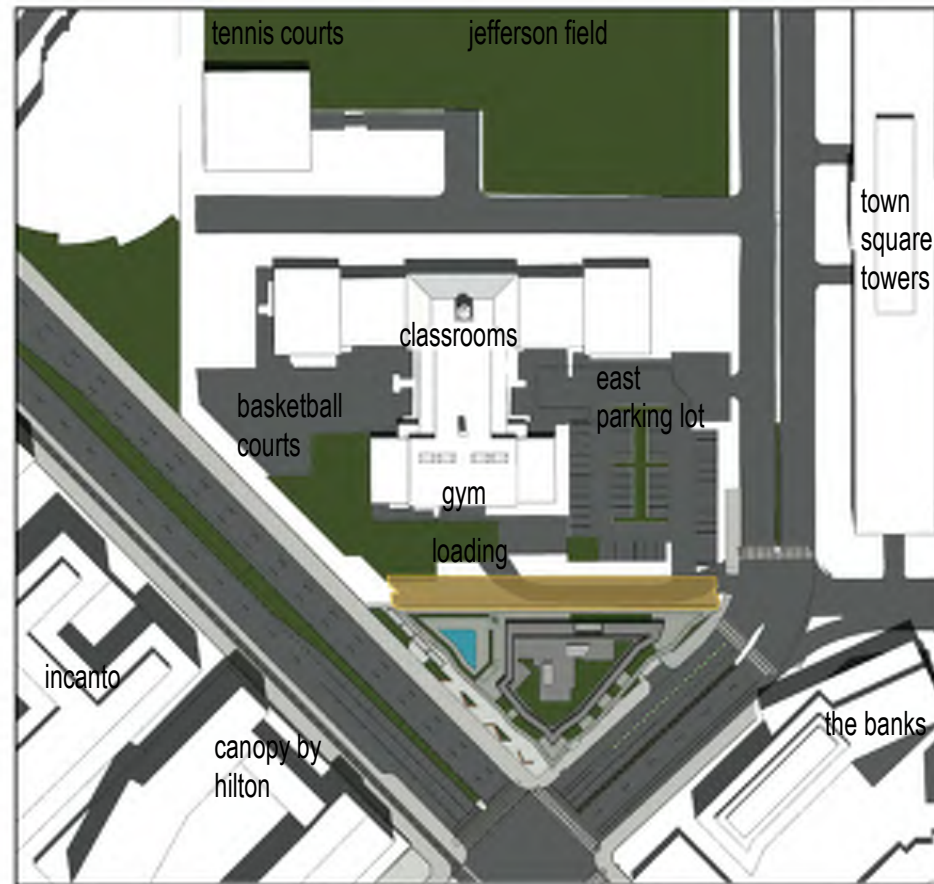 tennis courts
jefferson field
town
square
towers
classrooms
east
parking lot
basketball
courts
gym
loading
incanto
the banks
canopy by
hilton